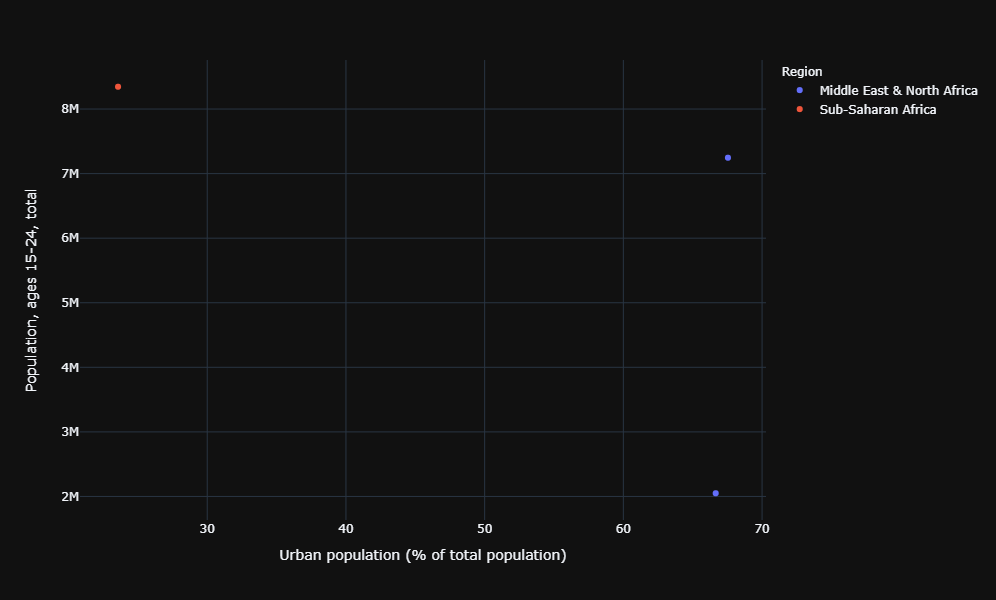 Region
Middle East & North Africa
Sub-Saharan Africa
Population, ages 15-24, total
8M
7M
6M
5M
4M
3M
2M
30 40 50 60 70
Urban population (% of total population)